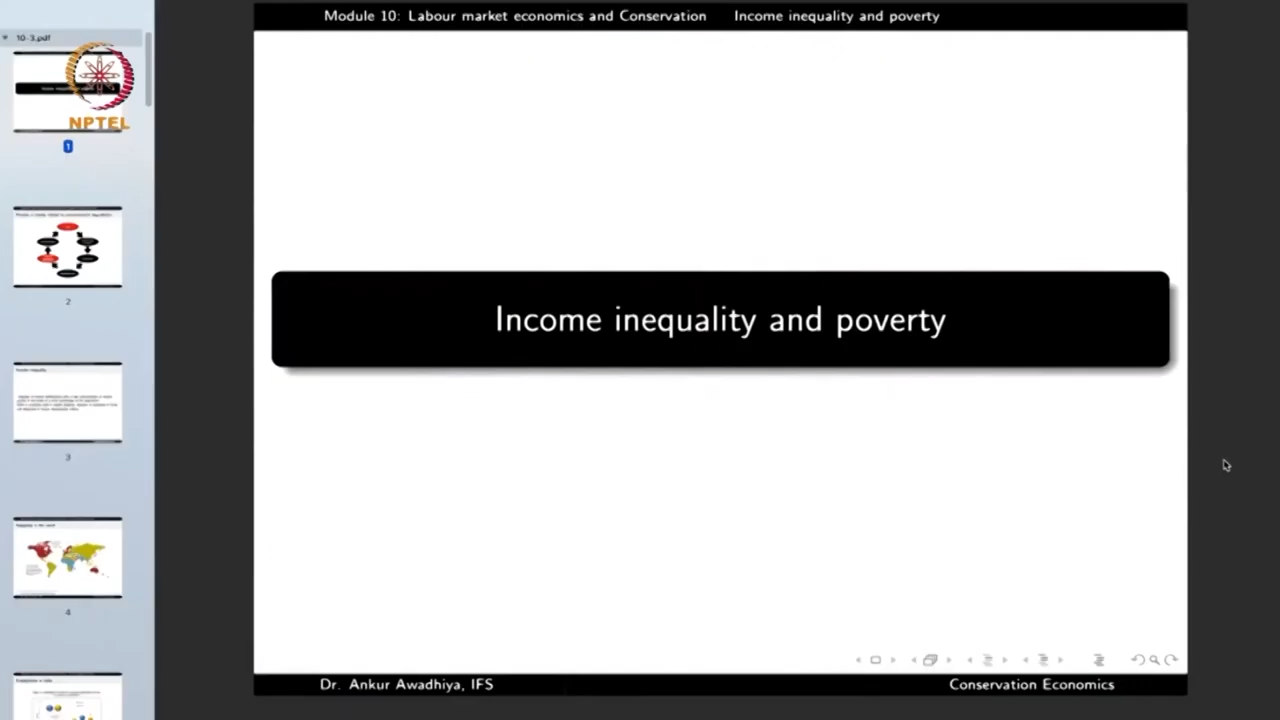 Module 10: Labour market economics and Conservation Income inequality and poverty
10-3.pdf
NPTEL
1
2
3
4
Income inequality and poverty
Dr. Ankur Awadhiya, IFS
Conservation Economics